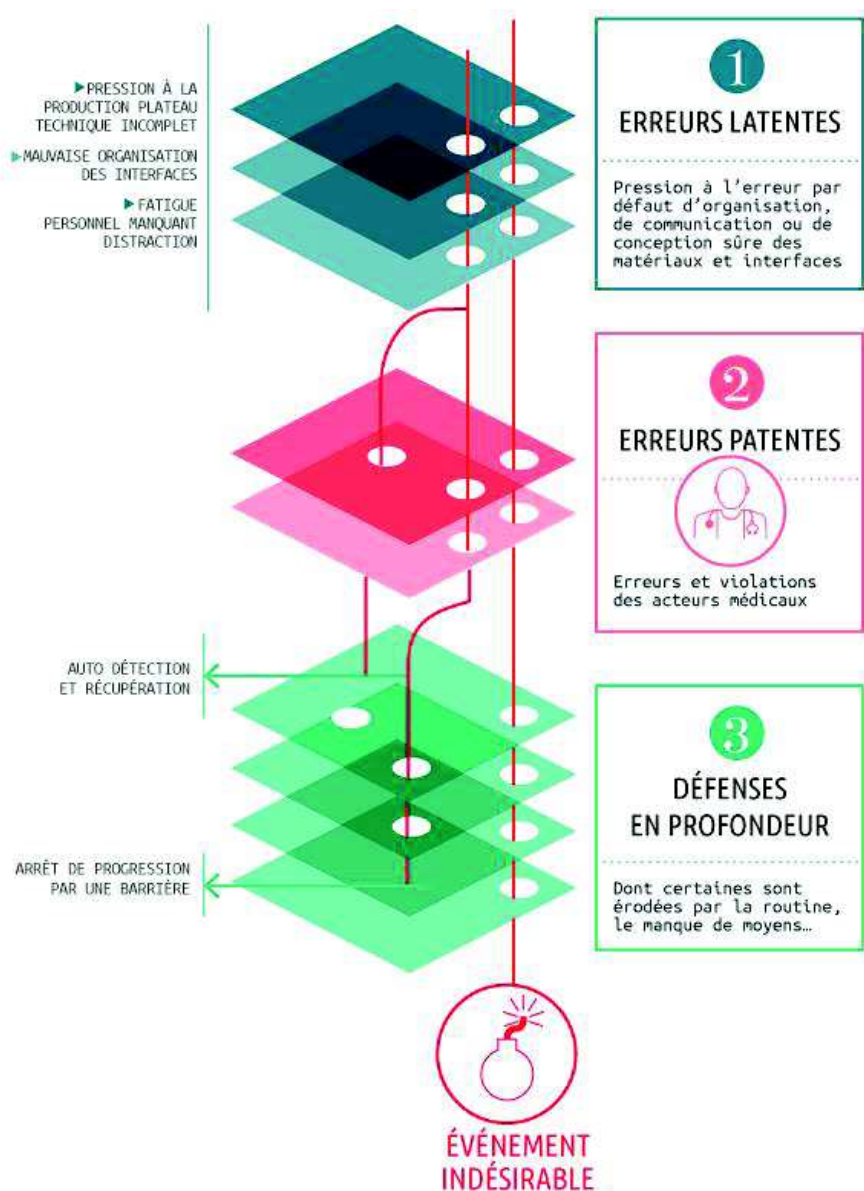 ▶PRESSION À LA
PRODUCTION PLATEAU
TECHNIQUE INCOMPLET
▶MAUVAISE ORGANISATION
DES INTERFACES
▶ FATIGUE
PERSONNEL MANQUANT
DISTRACTION
1
ERREURS LATENTES
Pression à l'erreur par
défaut d'organisation,
de communication ou de
conception sûre des
matériaux et interfaces
2
ERREURS PATENTES
Erreurs et violations
des acteurs médicaux
AUTO DÉTECTION
ET RÉCUPÉRATION
ARRÊT DE PROGRESSION
PAR UNE BARRIÈRE
3
DÉFENSES
EN PROFONDEUR
Dont certaines sont
érodées par la routine,
le manque de moyens…
ÉVÉNEMENT
INDÉSIRABLE